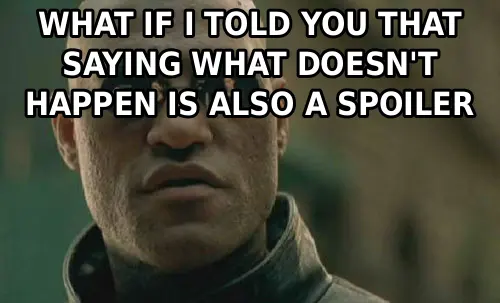 WHAT IF I TOLD YOU THAT
SAYING WHAT DOESN'T
HAPPEN IS ALSO A SPOILER